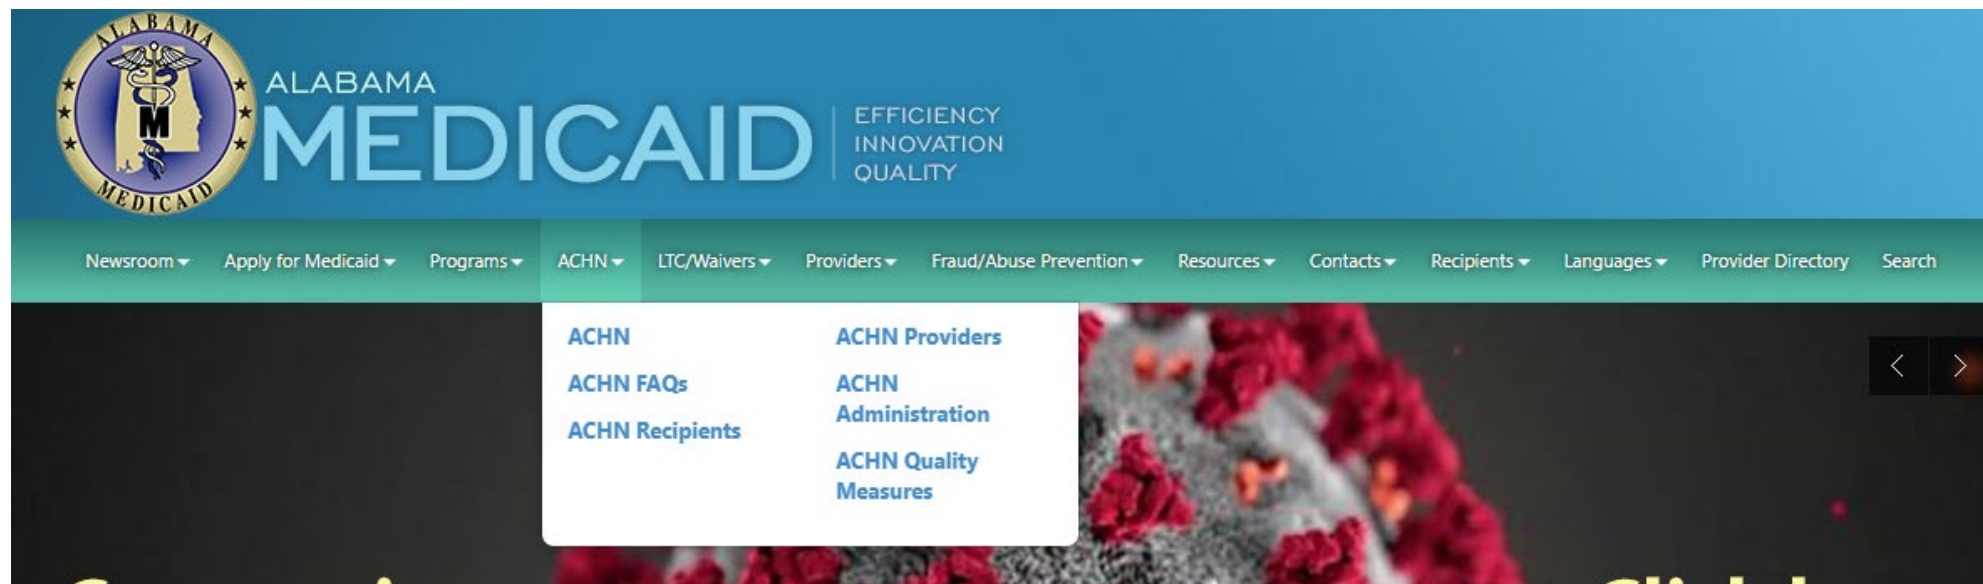 ALABAMA
MEDICAID
M
ALABAMA
MEDICAID
EFFICIENCY
INNOVATION
QUALITY
Newsroom Apply for Medicaid Programs ACHN LTC/Waivers Providers Fraud/Abuse Prevention Resources Contacts Recipients Languages Provider Directory Search
ACHN
ACHN FAQs
ACHN Recipients
ACHN Providers
ACHN
Administration
ACHN Quality
Measures